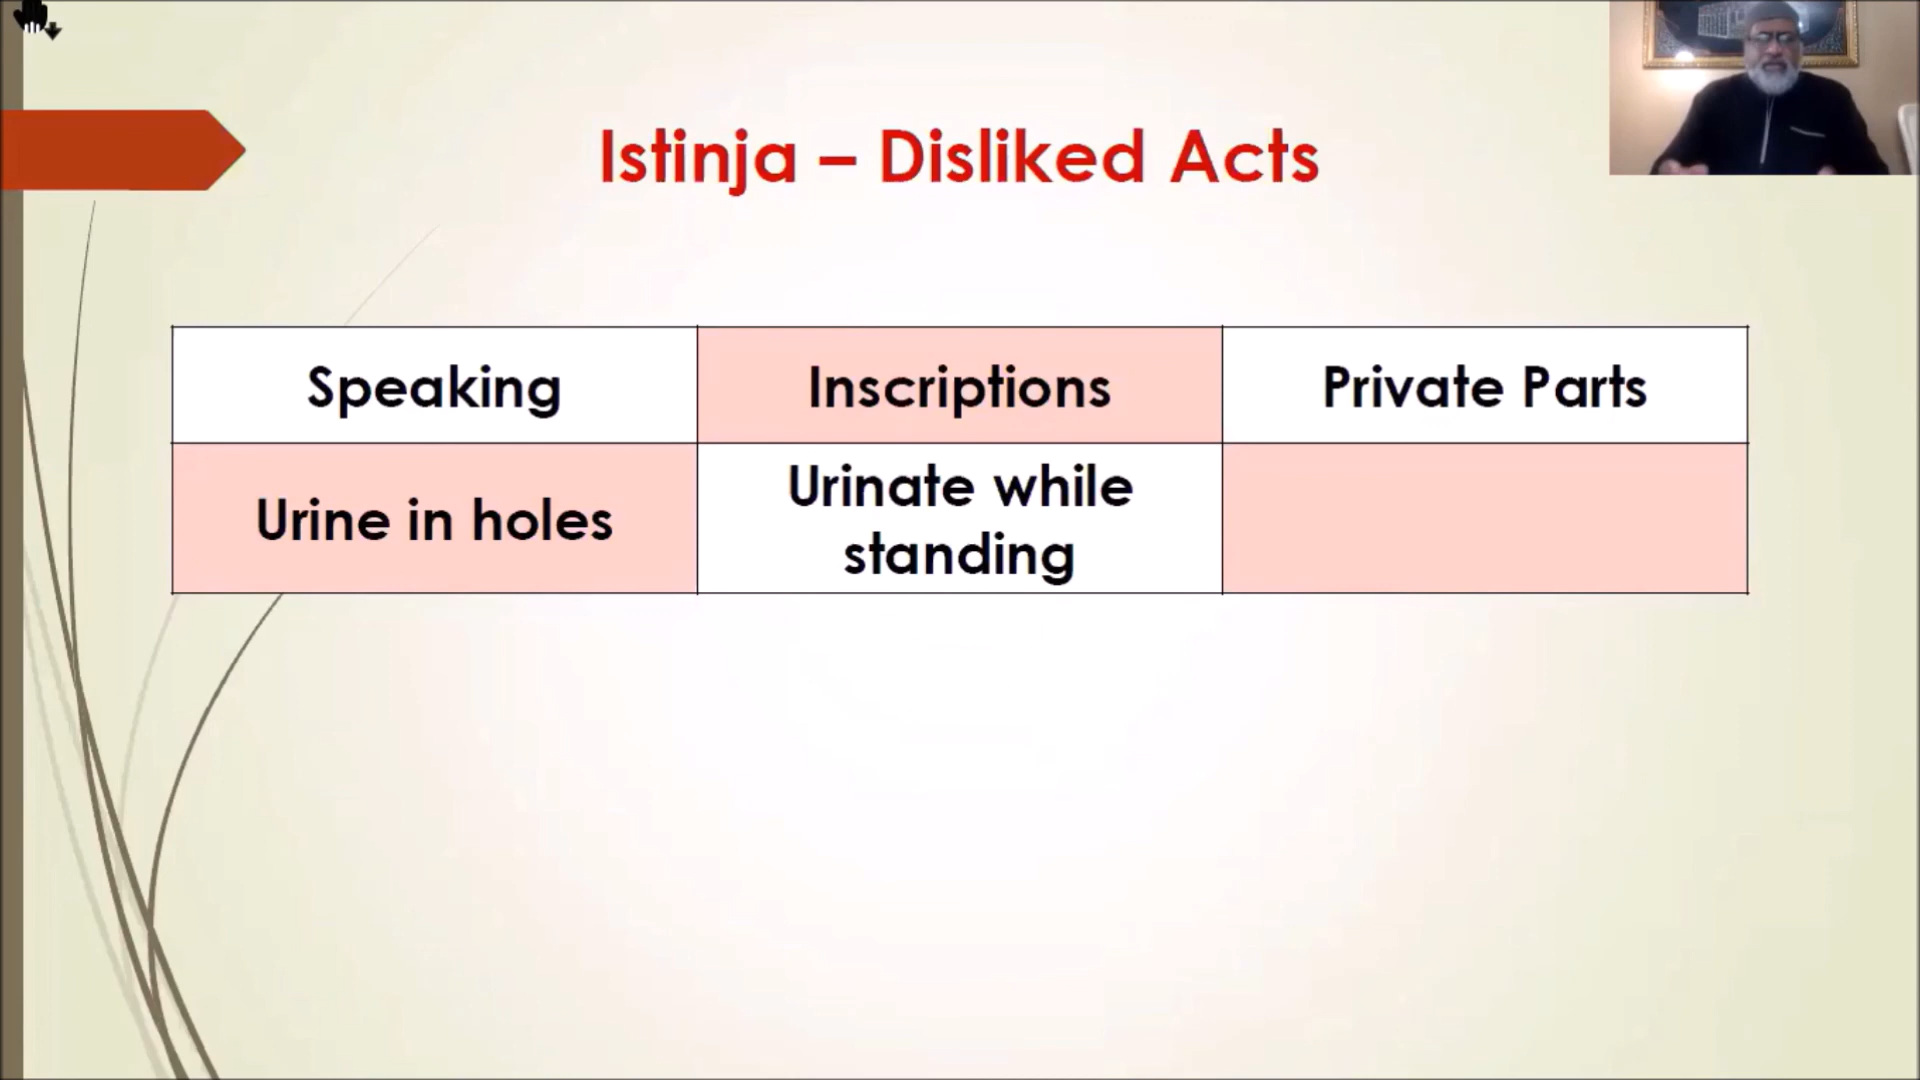 Istinja – Disliked Acts
Speaking
Inscriptions
Private Parts
Urine in holes
Urinate while
standing